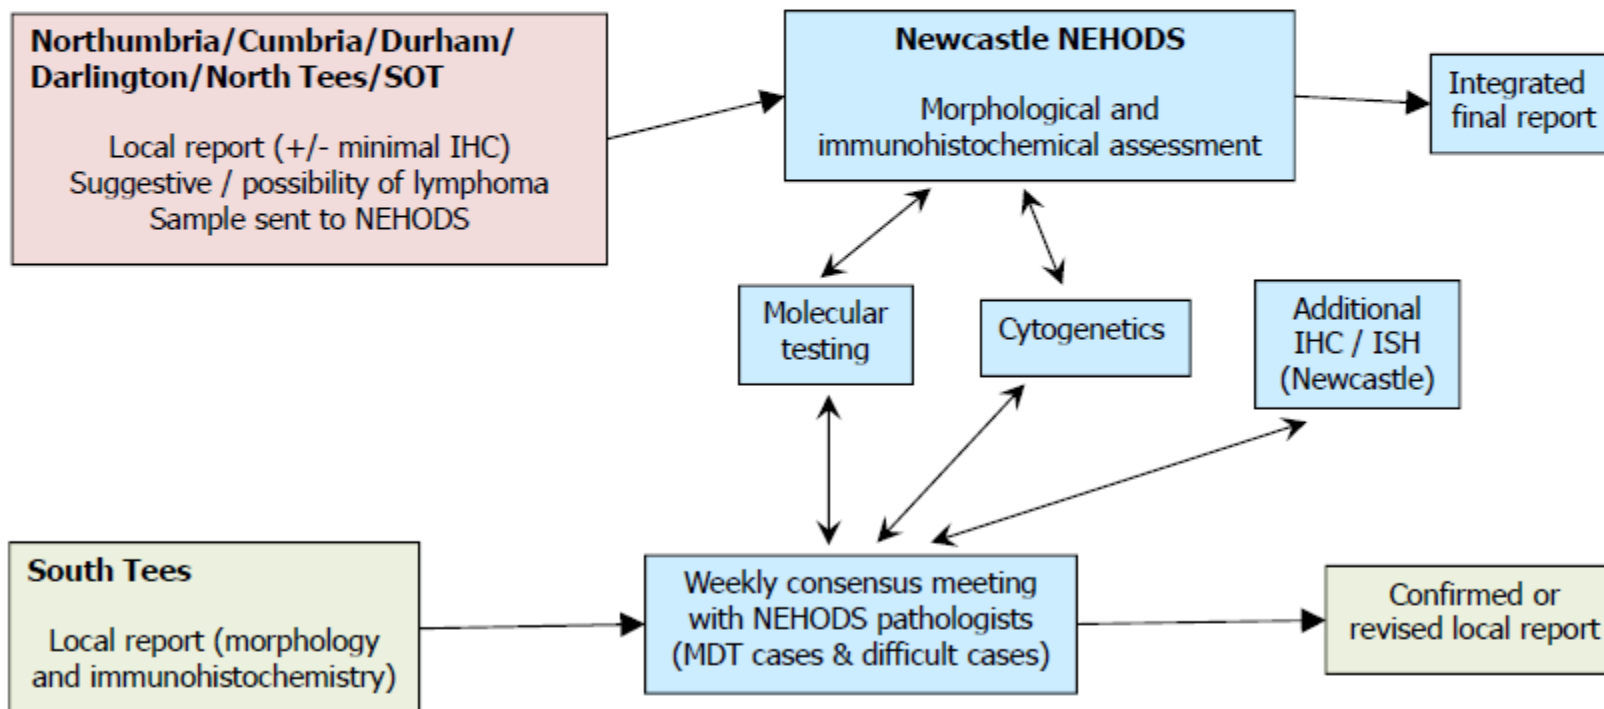 Northumbria/Cumbria/Durham/
Darlington/North Tees/SOT
Local report (+/- minimal IHC)
Suggestive / possibility of lymphoma
Sample sent to NEHODS
Newcastle NEHODS
Morphological and
immunohistochemical assessment
Integrated
final report
Molecular
testing
Cytogenetics
Additional
IHC / ISH
(Newcastle)
South Tees
Local report (morphology
and immunohistochemistry)
Weekly consensus meeting
with NEHODS pathologists
(MDT cases & difficult cases)
Confirmed or
revised local report